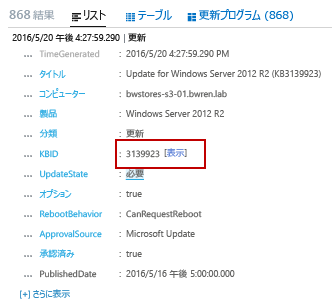 868 結果 リスト テーブル 更新プログラム (868)
2016/5/20 午後 4:27:59.290 | 更新
... TimeGenerated : 2016/5/20 4:27:59.290 PM
... タイトル : Update for Windows Server 2012 R2 (KB3139923)
... コンピューター : bwstores-s3-01.bwren.lab
... 製品 : Windows Server 2012 R2
... 分類 : 更新
... KBID : 3139923 [表示]
... UpdateState : 必要
... オプション : true
... RebootBehavior : CanRequestReboot
... ApprovalSource : Microsoft Update
... 承認済み : true
... PublishedDate : 2016/5/16 午後 5:00:00.000
[+] さらに表示